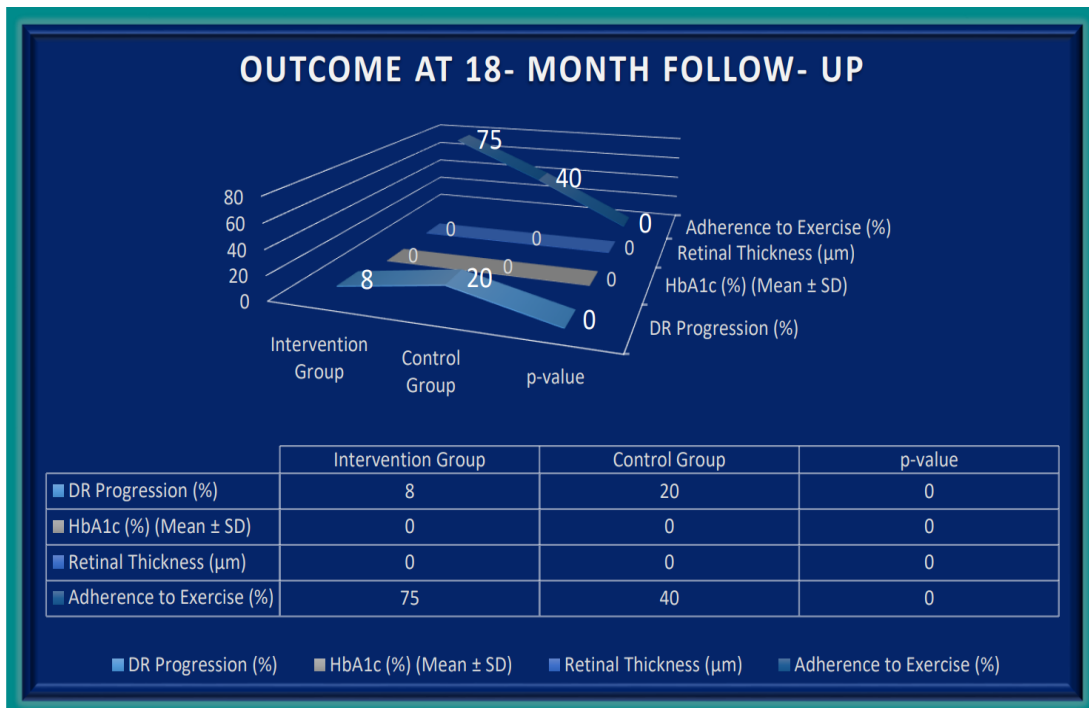 OUTCOME AT 18- MONTH FOLLOW- UP
80
60
40
20
0
75
40
0
0
0
0
0
0
0
8
20
0
Adherence to Exercise (%)
Retinal Thickness (μm)
HbA1c (%) (Mean ± SD)
DR Progression (%)
Intervention
Group
Control
Group
p-value
Intervention Group Control Group p-value
DR Progression (%) 8 20 0
HbA1c (%) (Mean ± SD) 0 0 0
Retinal Thickness (μm) 0 0 0
Adherence to Exercise (%) 75 40 0
DR Progression (%) HbA1c (%) (Mean ± SD) Retinal Thickness (μm) Adherence to Exercise (%)